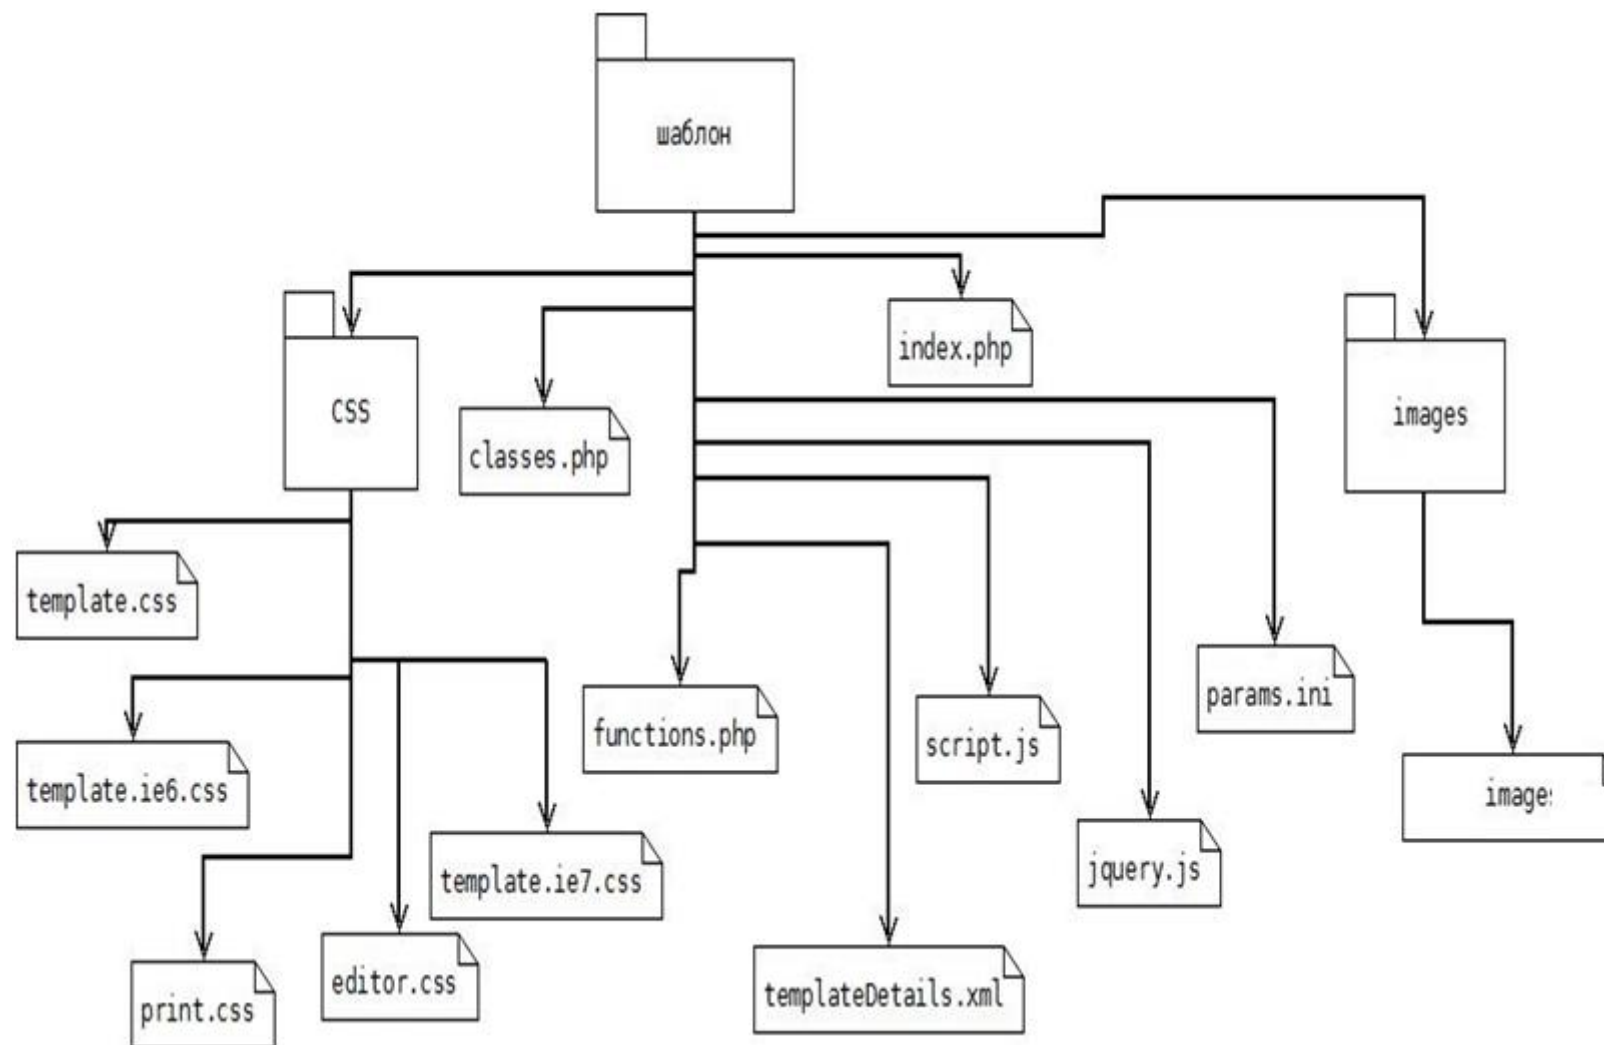 шаблон
index.php
CSS
images
classes.php
template.css
params.ini
functions.php
script.js
template.ie6.css
images
jquery.js
template.ie7.css
editor.css
templateDetails.xml
print.css